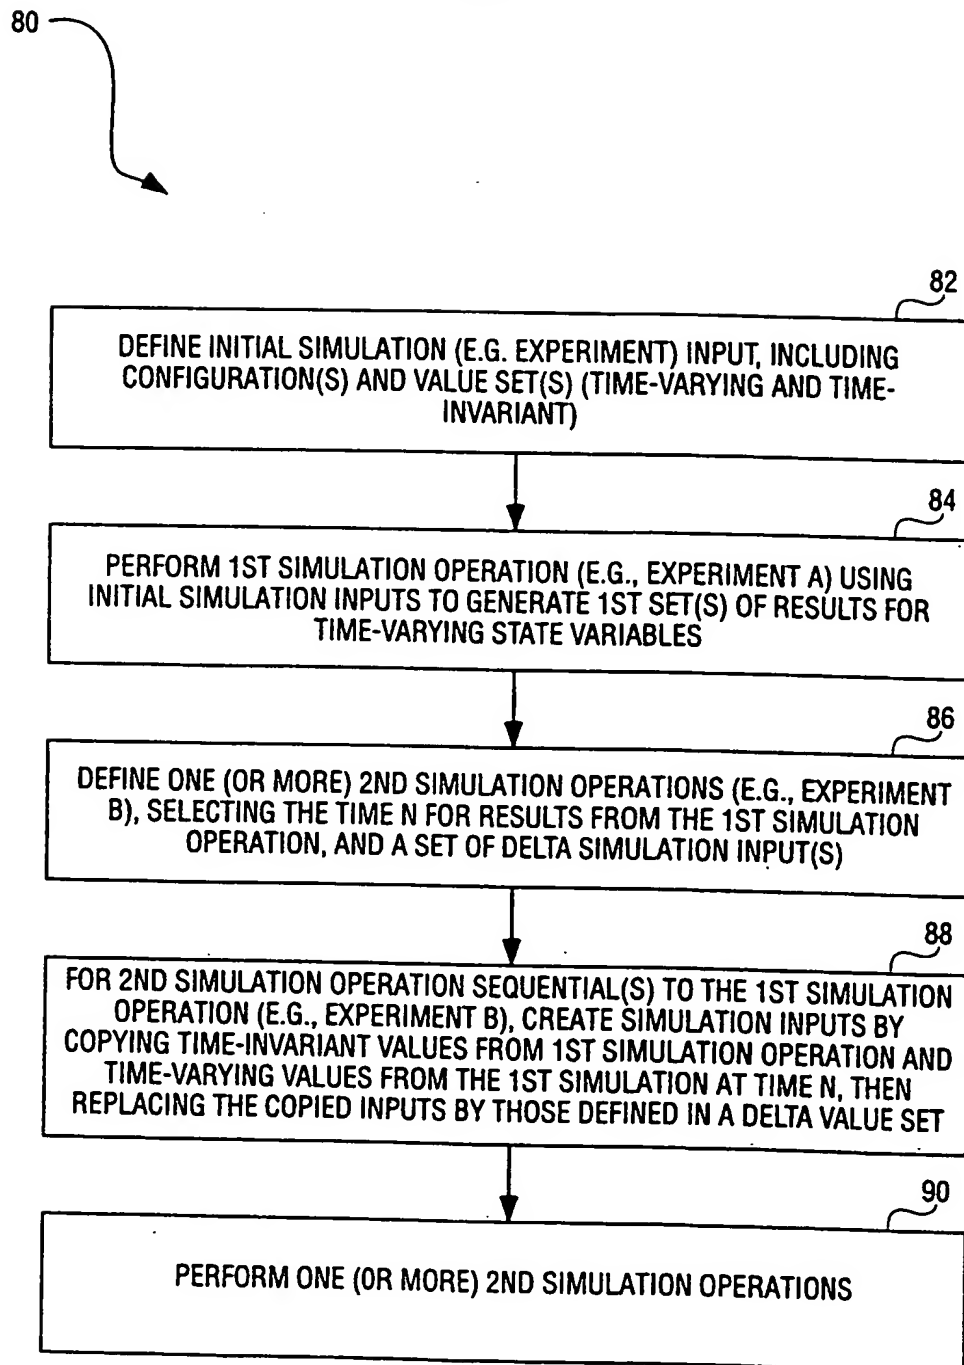 80
82
DEFINE INITIAL SIMULATION (E.G. EXPERIMENT) INPUT, INCLUDING
CONFIGURATION(S) AND VALUE SET(S) (TIME-VARYING AND TIME-
INVARIANT)
84
PERFORM 1ST SIMULATION OPERATION (E.G., EXPERIMENT A) USING
INITIAL SIMULATION INPUTS TO GENERATE 1ST SET(S) OF RESULTS FOR
TIME-VARYING STATE VARIABLES
86
DEFINE ONE (OR MORE) 2ND SIMULATION OPERATIONS (E.G., EXPERIMENT
B), SELECTING THE TIME N FOR RESULTS FROM THE 1ST SIMULATION
OPERATION, AND A SET OF DELTA SIMULATION INPUT(S)
88
FOR 2ND SIMULATION OPERATION SEQUENTIAL(S) TO THE 1ST SIMULATION
OPERATION (E.G., EXPERIMENT B), CREATE SIMULATION INPUTS BY
COPYING TIME-INVARIANT VALUES FROM 1ST SIMULATION OPERATION AND
TIME-VARYING VALUES FROM THE 1ST SIMULATION AT TIME N, THEN
REPLACING THE COPIED INPUTS BY THOSE DEFINED IN A DELTA VALUE SET
90
PERFORM ONE (OR MORE) 2ND SIMULATION OPERATIONS